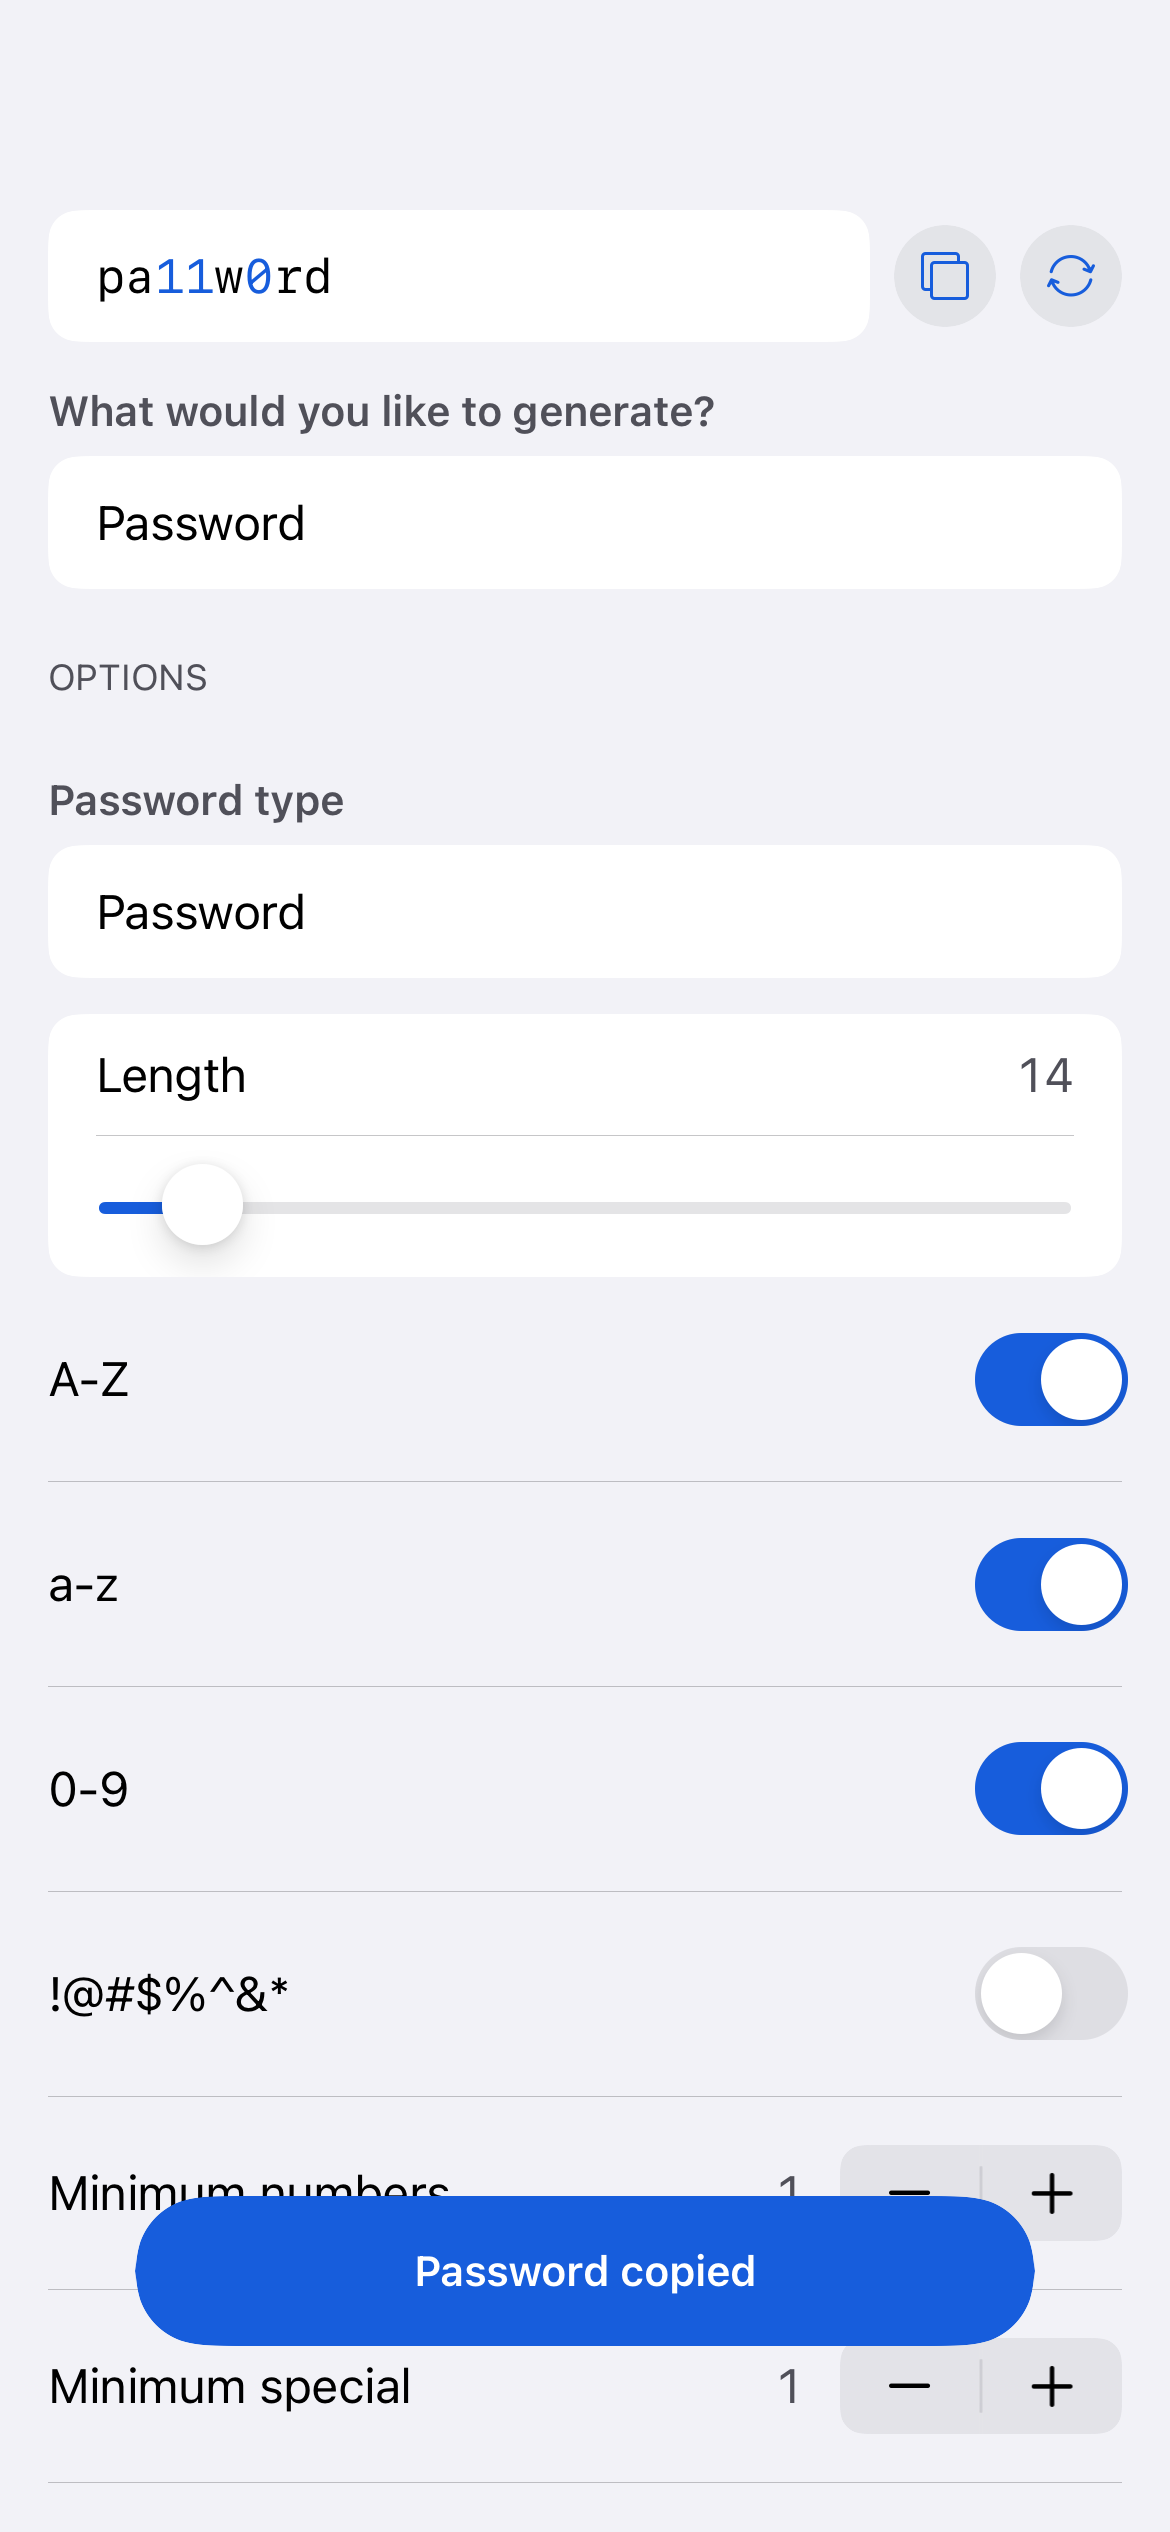 pa11w0rd
What would you like to generate?
Password
OPTIONS
Password type
Password
Length 14
A-Z
a-z
0-9
!@#$%^&*
Minimum numbers 1
Password copied
Minimum special 1